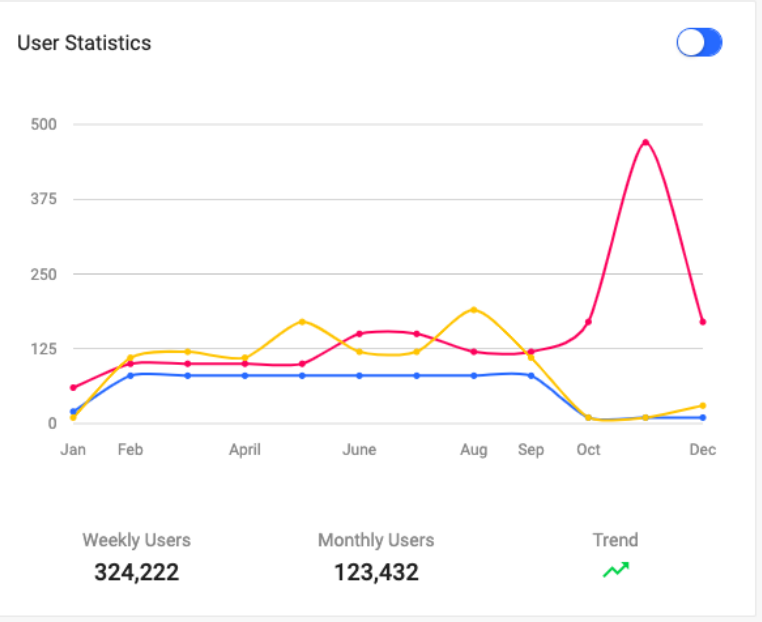 User Statistics
500
375
250
125
0
Jan Feb April June Aug Sep Oct Dec
Weekly Users Monthly Users Trend
324,222 123,432